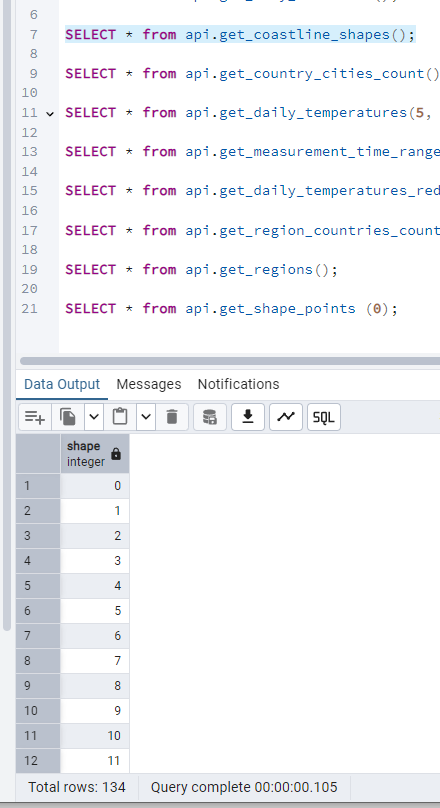 6
7 SELECT * from api.get_coastline_shapes();
8
9 SELECT * from api.get_country_cities_count()
10
11 SELECT * from api.get_daily_temperatures(5,
12
13 SELECT * from api.get_measurement_time_range
14
15 SELECT * from api.get_daily_temperatures_red
16
17 SELECT * from api.get_region_countries_count
18
19 SELECT * from api.get_regions();
20
21 SELECT * from api.get_shape_points (0);
Data Output Messages Notifications
SQL
shape
integer
1 0
2 1
3 2
4 3
5 4
6 5
7 6
8 7
9 8
10 9
11 10
12 11
Total rows: 134 Query complete 00:00:00.105